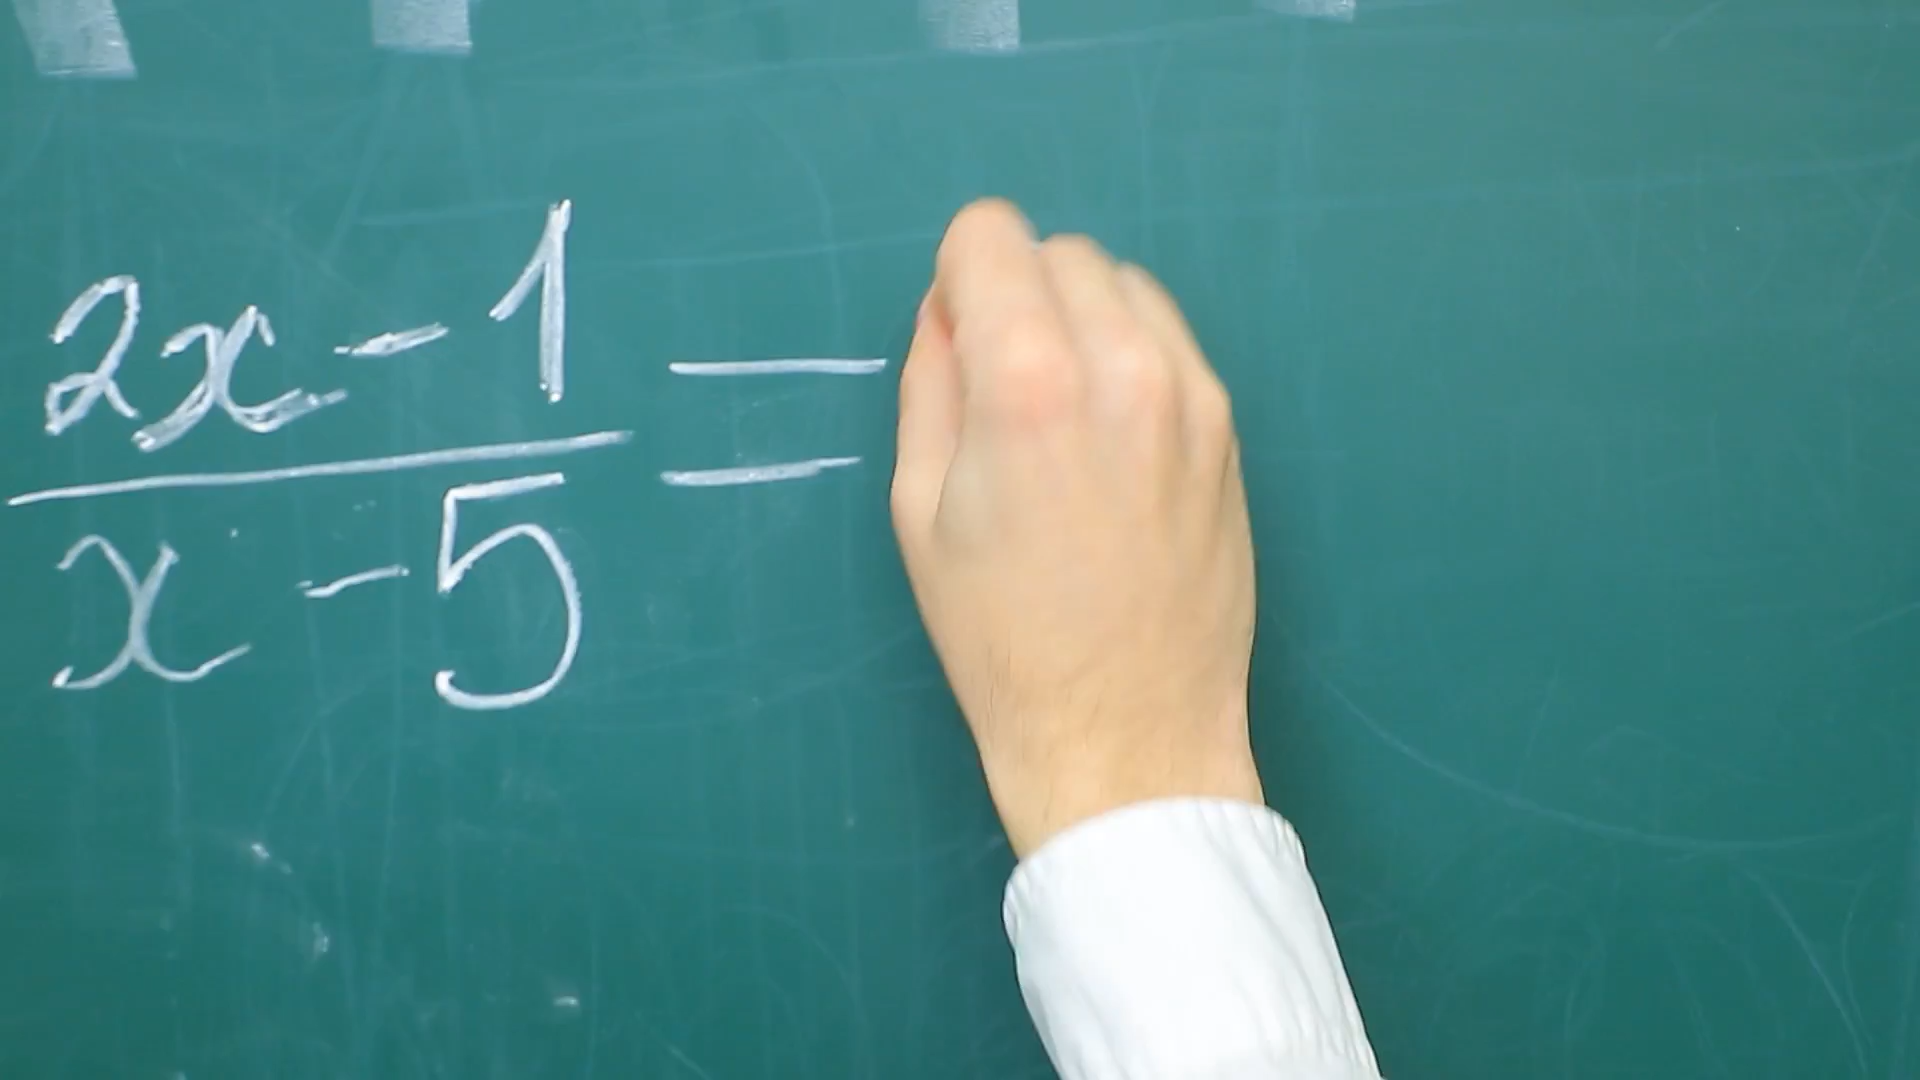 2x - 1 =
x - 5